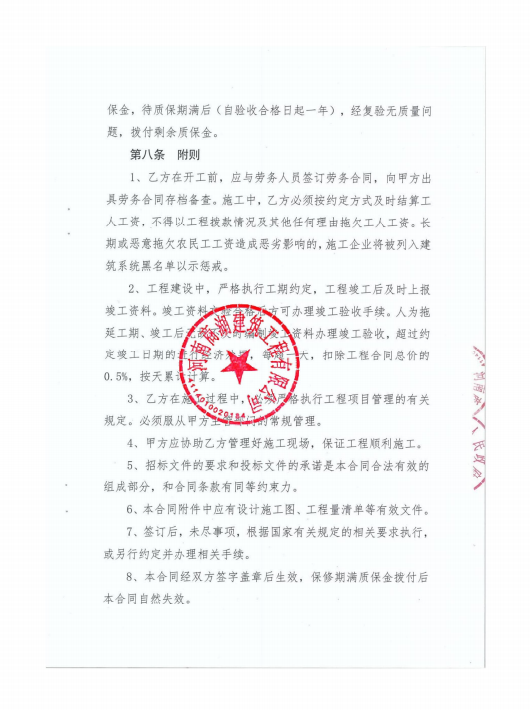 保金，待质保期满后（自验收合格日起一年），经复验无质量问
题，拨付剩余质保金。
第八条 附则
1、乙方在开工前，应与劳务人员签订劳务合同，向甲方出
具劳务合同存档备查。施工中，乙方必须按约定方式及时结算工
人工资，不得以工程拨款情况及其他任何理由拖欠工人工资。长
期或恶意拖欠农民工工资造成恶劣影响的，施工企业将被列入建
筑系统黑名单以示惩戒。
2、工程建设中，严格执行工期约定，工程竣工后及时上报
竣工资料。竣工资料 方可办理竣工验收手续。人为拖
延工期、竣工后 资料办理竣工验收，超过约
定竣工日期的 经济 ，每 天，扣除工程合同总价的
0.5%，按天累计计算。
3、乙方在施工过程中，必须严格执行工程项目管理的有关
规定。必须服从甲方 部门的常规管理。
4、甲方应协助乙方管理好施工现场，保证工程顺利施工。
5、招标文件的要求和投标文件的承诺是本合同合法有效的
组成部分，和合同条款有同等约束力。
6、本合同附件中应有设计施工图、工程量清单等有效文件。
7、签订后，未尽事项，根据国家有关规定的相关要求执行，
或另行约定并办理相关手续。
8、本合同经双方签字盖章后生效，保修期满质保金拨付后
本合同自然失效。
河南商湖建筑工程有限公司